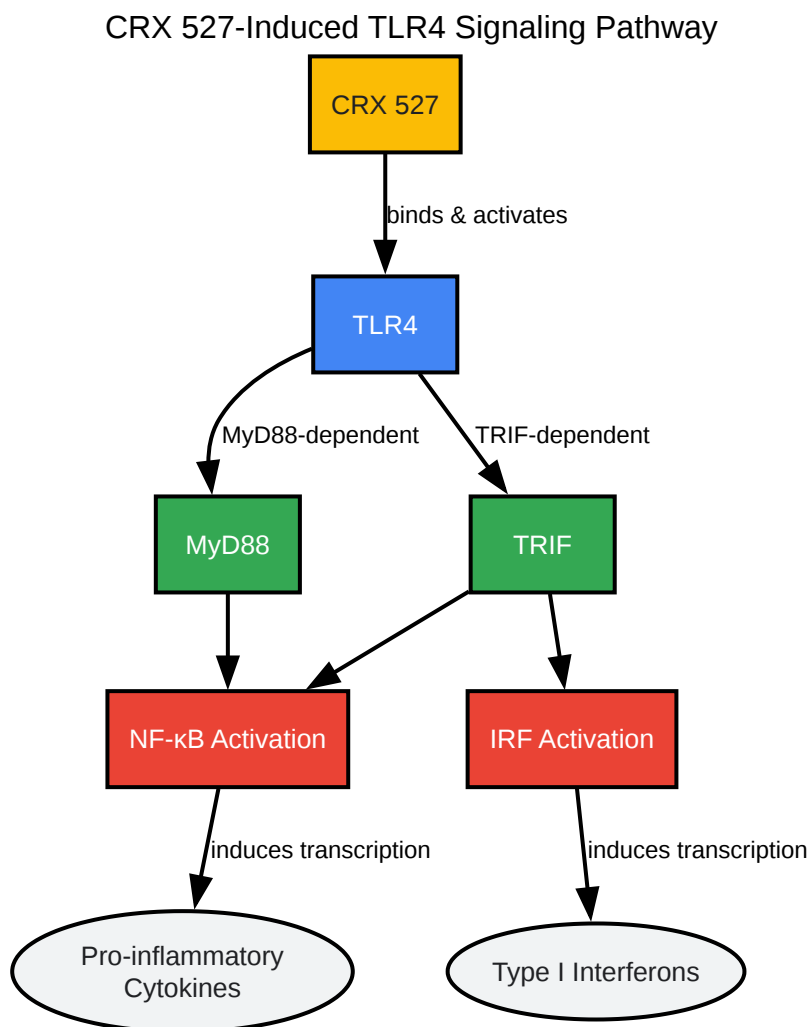 CRX 527-Induced TLR4 Signaling Pathway
CRX 527
binds & activates
TLR4
MyD88-dependent
TRIF-dependent
MyD88
TRIF
NF-κB Activation
IRF Activation
induces transcription
induces transcription
Pro-inflammatory
Cytokines
Type I Interferons